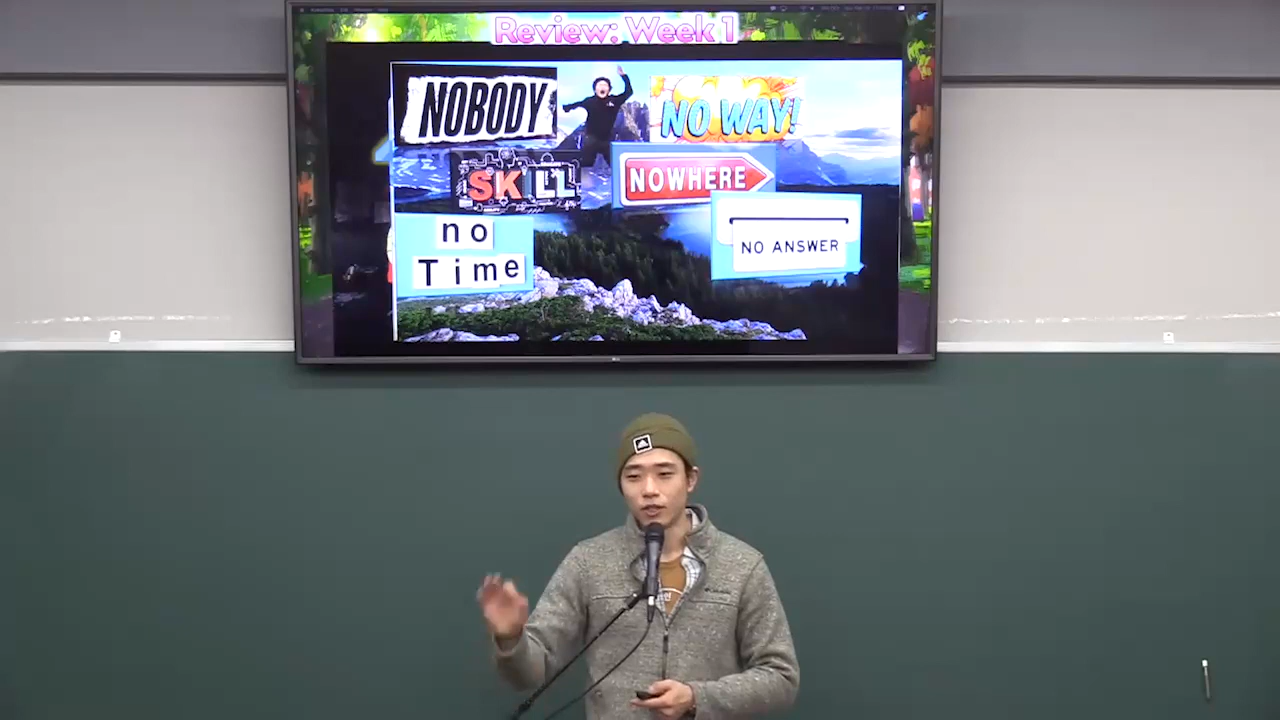 Review: Week 1
NOBODY
NO WAY!
SKILL
NOWHERE
no
Time
NO ANSWER